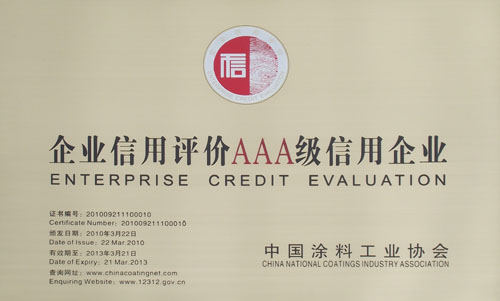 信
ENTERPRISE CREDIT EVALUATION
企业信用评价AAA级信用企业
ENTERPRISE CREDIT EVALUATION
证书编号：201009211100010
Certificate Number: 201009211100010
颁发日期：2010年3月22日
Date of Issue: 22 Mar.2010
有效期至：2013年3月21日
Date of Expiry: 21 Mar.2013
查询网址：www.chinacoatingnet.com
Enquiring Website: www.12312.gov.cn
中国涂料工业协会
CHINA NATIONAL COATINGS INDUSTRY ASSOCIATION